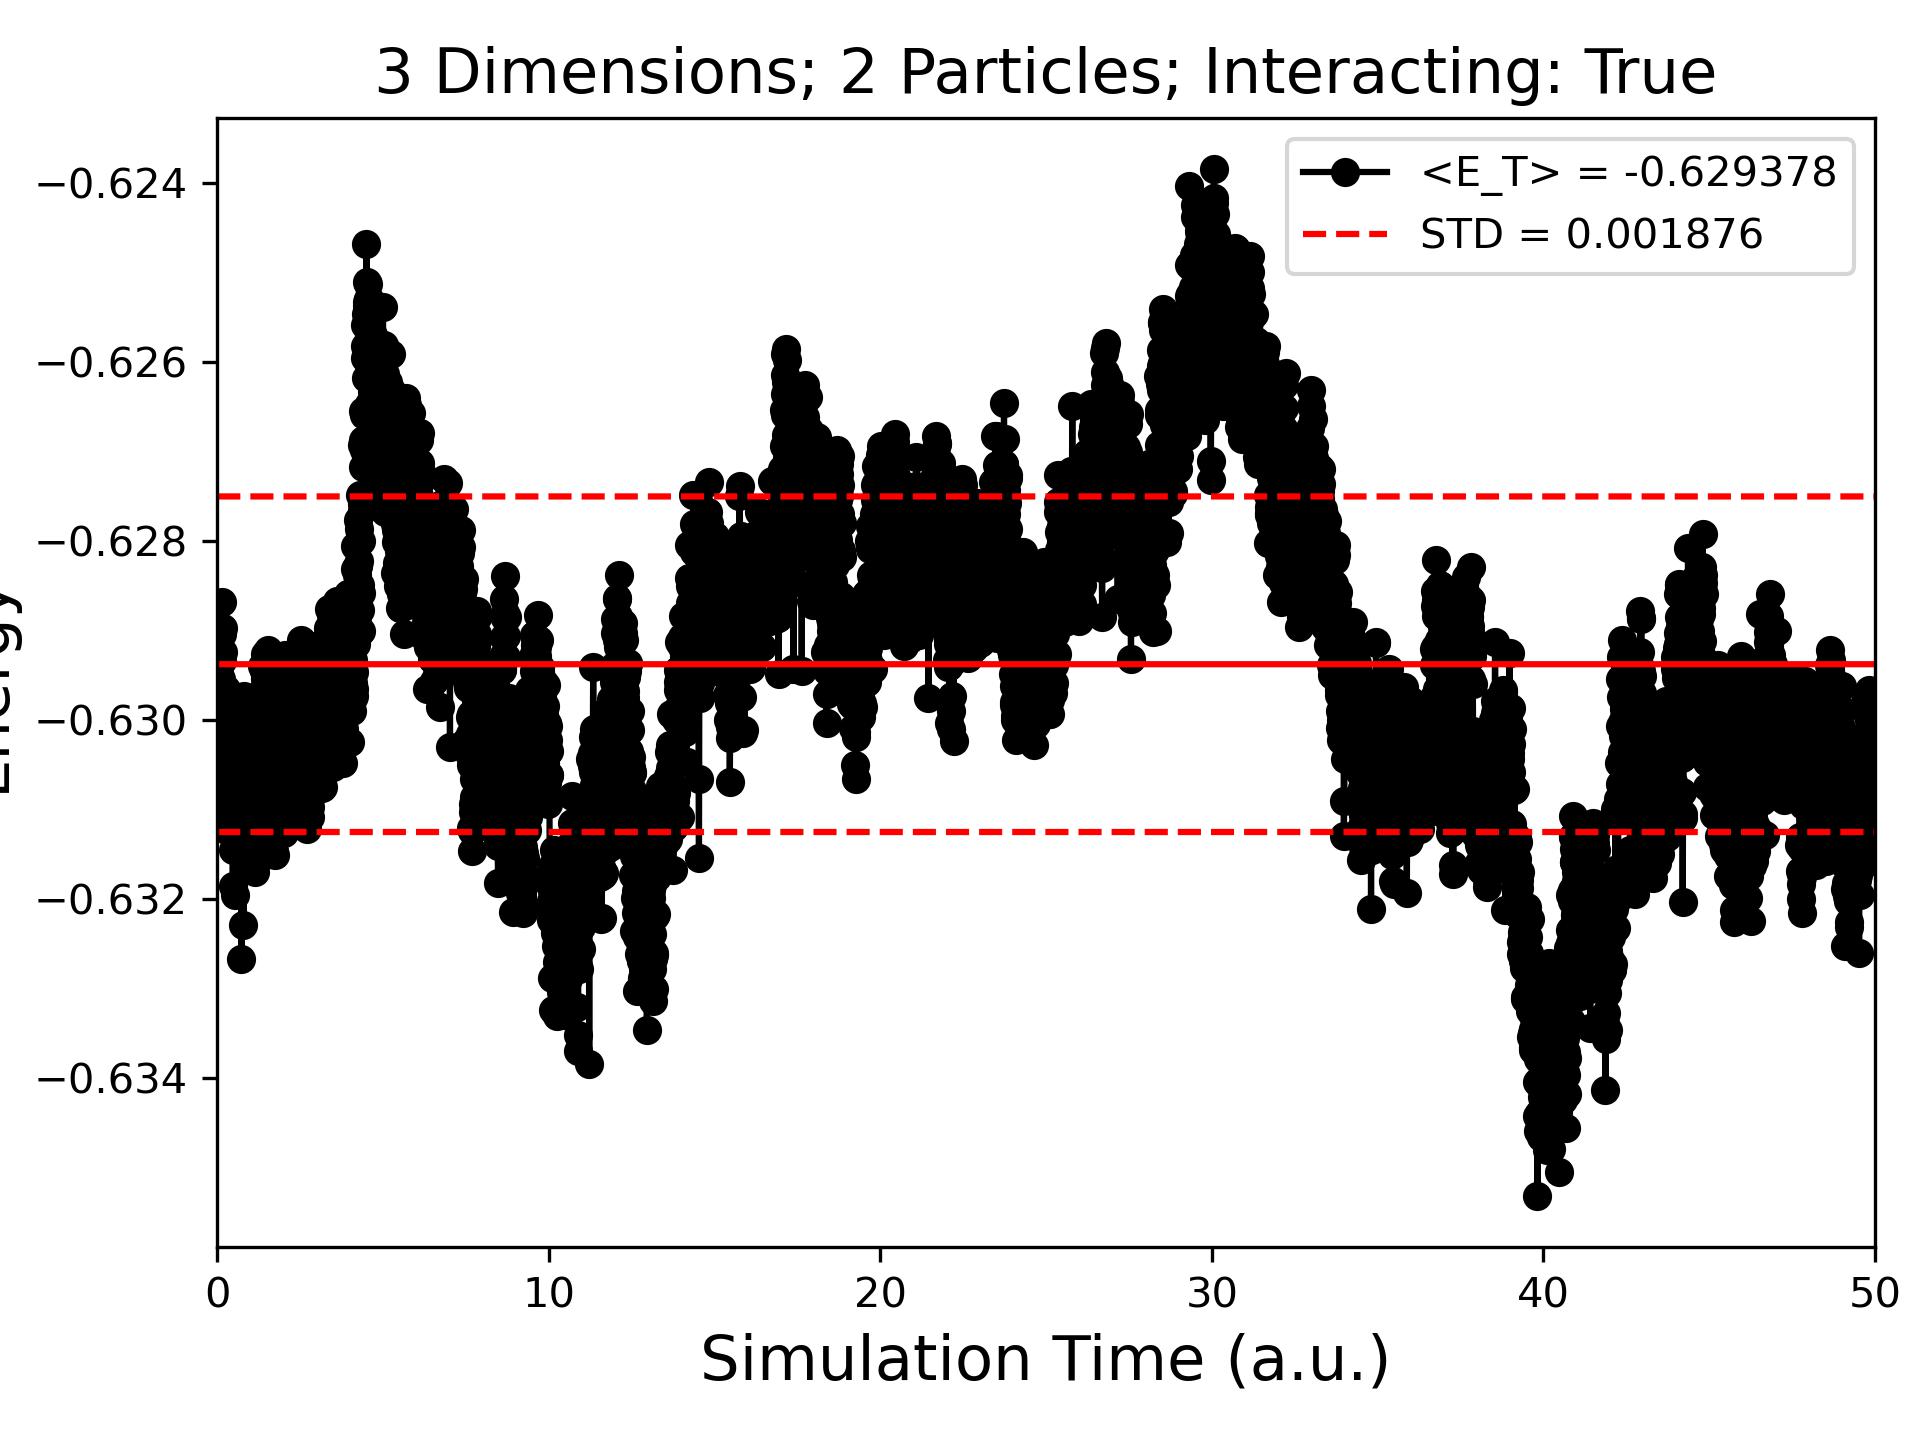 3 Dimensions; 2 Particles; Interacting: True
<E_T> = -0.629378
STD = 0.001876
−0.624
−0.626
−0.628
−0.630
−0.632
−0.634
Energy
0 10 20 30 40 50
Simulation Time (a.u.)